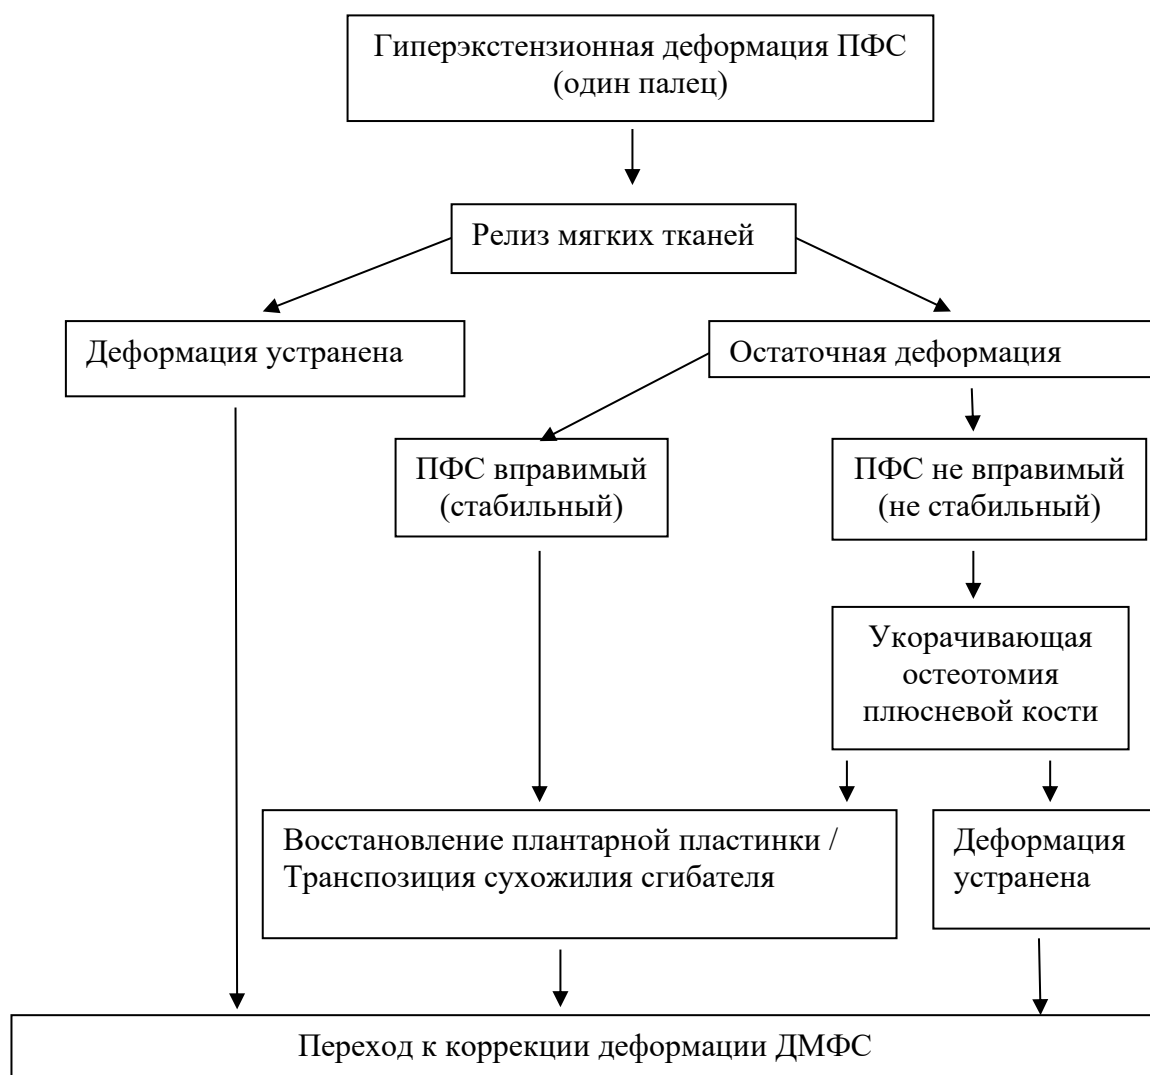 Гиперэкстензионная деформация ПФС
(один палец)
Релиз мягких тканей
Деформация устранена
Остаточная деформация
ПФС вправимый
(стабильный)
ПФС не вправимый
(не стабильный)
Укорачивающая
остеотомия
плюсневой кости
Восстановление плантарной пластинки /
Транспозиция сухожилия сгибателя
Деформация
устранена
Переход к коррекции деформации ДМФС